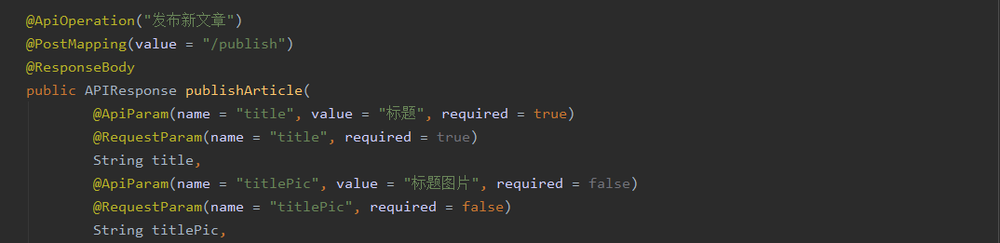 @ApiOperation("发布新文章")
@PostMapping(value = "/publish")
@ResponseBody
public APIResponse publishArticle(
@ApiParam(name = "title", value = "标题", required = true)
@RequestParam(name = "title", required = true)
String title,
@ApiParam(name = "titlePic", value = "标题图片", required = false)
@RequestParam(name = "titlePic", required = false)
String titlePic,